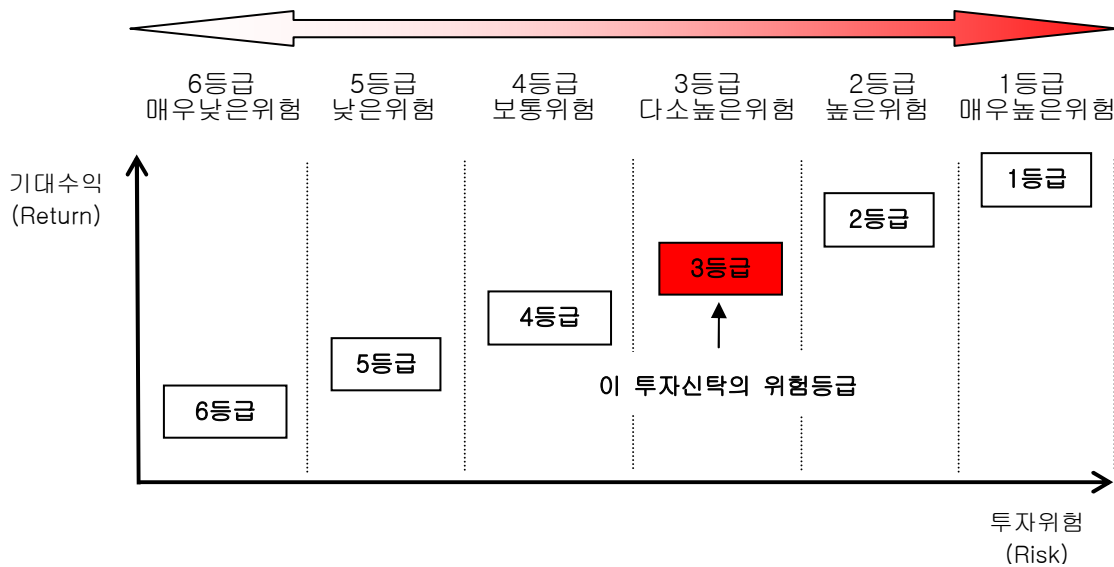 6등급 5등급 4등급 3등급 2등급 1등급
매우낮은위험 낮은위험 보통위험 다소높은위험 높은위험 매우높은위험
기대수익
(Return)
1등급
2등급
3등급
4등급
5등급
이 투자신탁의 위험등급
6등급
투자위험
(Risk)